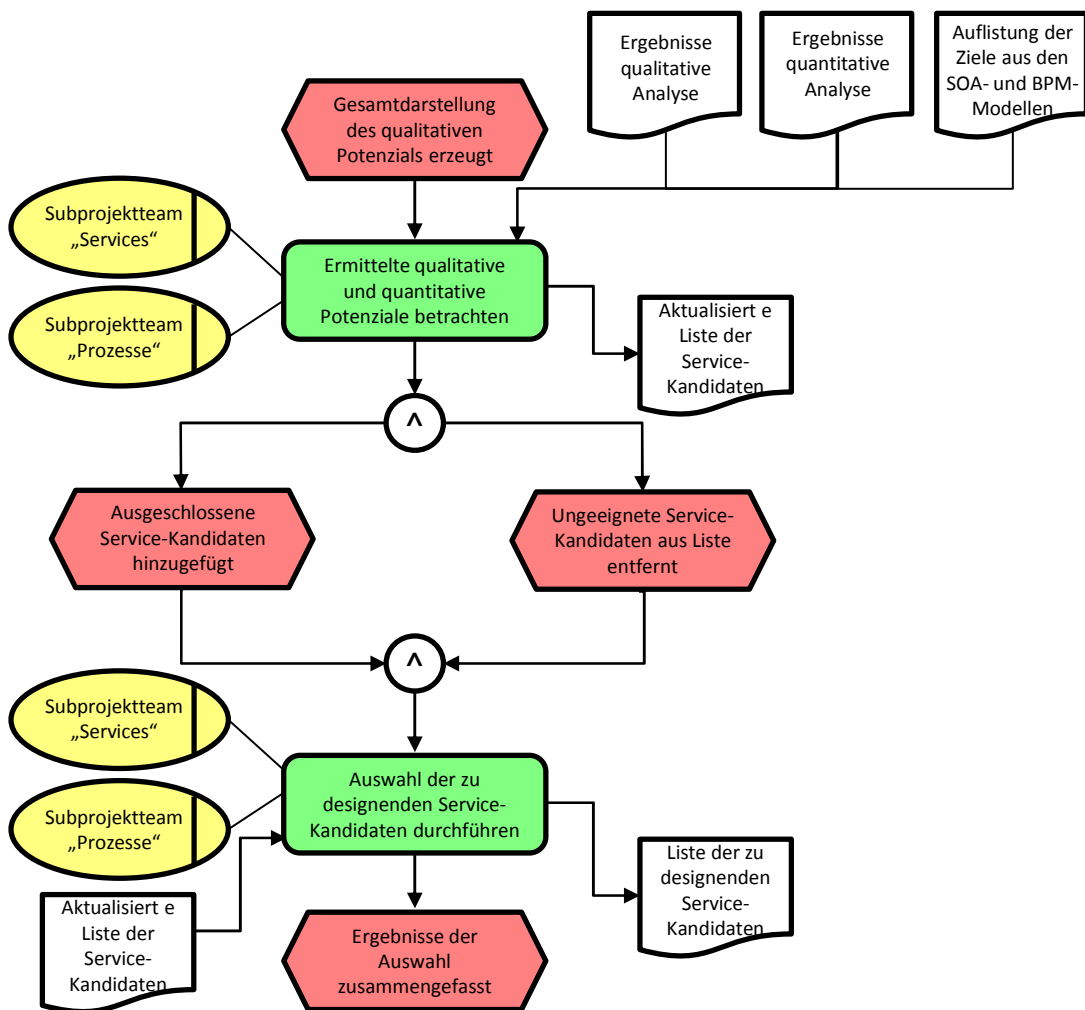 Ergebnisse
qualitative
Analyse
Ergebnisse
quantitative
Analyse
Auflistung der
Ziele aus den
SOA- und BPM-
Modellen
Gesamtdarstellung
des qualitativen
Potenzials erzeugt
Subprojektteam
„Services“
Subprojektteam
„Prozesse“
Ermittelte qualitative
und quantitative
Potenziale betrachten
Aktualisiert e
Liste der
Service-
Kandidaten
^
Ausgeschlossene
Service-Kandidaten
hinzugefügt
Ungeeignete Service-
Kandidaten aus Liste
entfernt
^
Subprojektteam
„Services“
Subprojektteam
„Prozesse“
Auswahl der zu
designenden Service-
Kandidaten durchführen
Aktualisiert e
Liste der
Service-
Kandidaten
Liste der zu
designenden
Service-
Kandidaten
Ergebnisse der
Auswahl
zusammengefasst